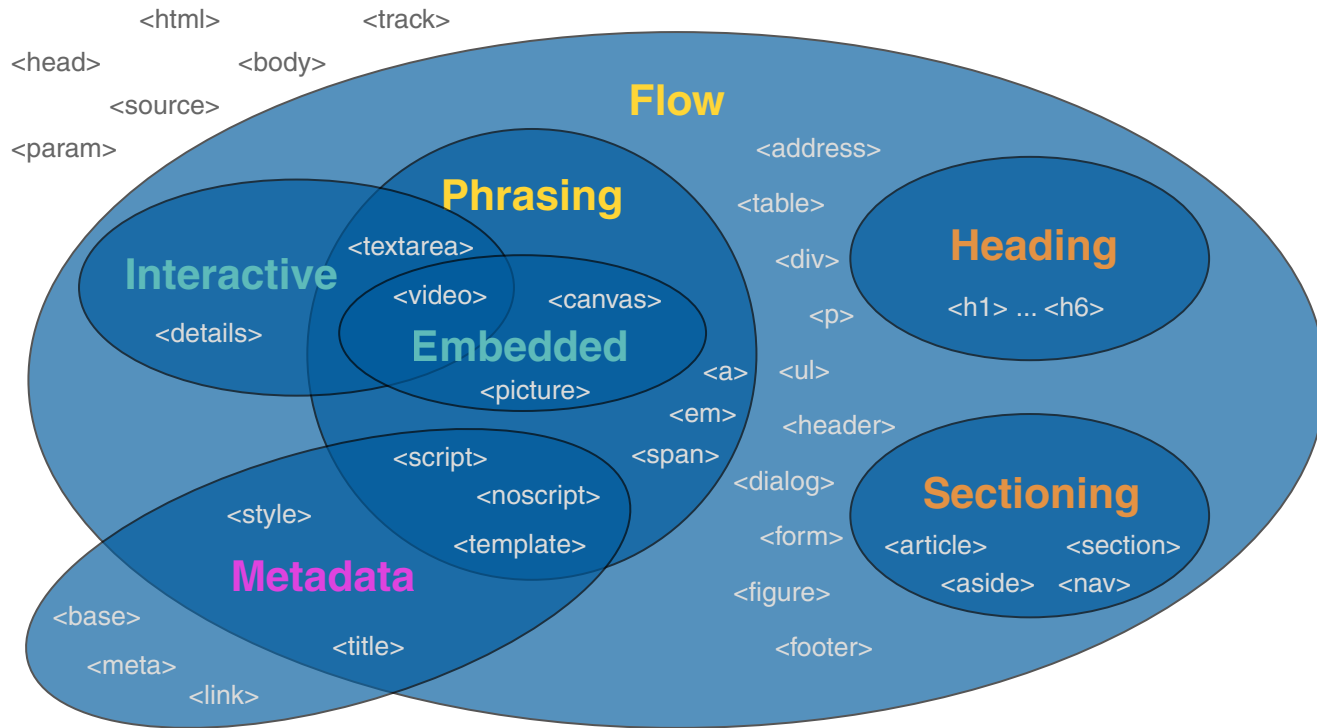 <html> <track>
<head> <body>
<source>
Flow
<param>
<address>
Phrasing
<table>
<textarea>
Interactive
<div>
Heading
<video> <canvas>
<p>
<h1> ... <h6>
<details>
Embedded
<a> <ul>
<picture>
<em>
<header>
<script>
<span>
<dialog>
<noscript>
Sectioning
<style>
<form>
<template>
<article> <section>
Metadata
<aside> <nav>
<figure>
<base>
<title>
<footer>
<meta>
<link>